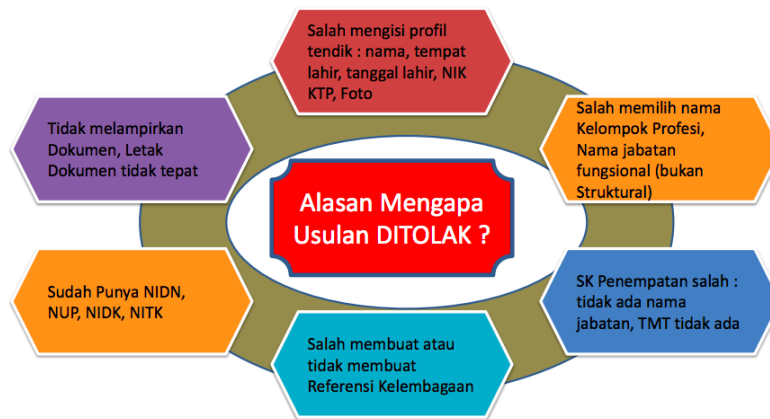 Alasan Mengapa
Usulan DITOLAK ?
Salah mengisi profil
tendik : nama, tempat
lahir, tanggal lahir, NIK
KTP, Foto
Salah memilih nama
Kelompok Profesi,
Nama jabatan
fungsional (bukan
Struktural)
SK Penempatan salah :
tidak ada nama
jabatan, TMT tidak ada
Salah membuat atau
tidak membuat
Referensi Kelembagaan
Sudah Punya NIDN,
NUP, NIDK, NITK
Tidak melampirkan
Dokumen, Letak
Dokumen tidak tepat